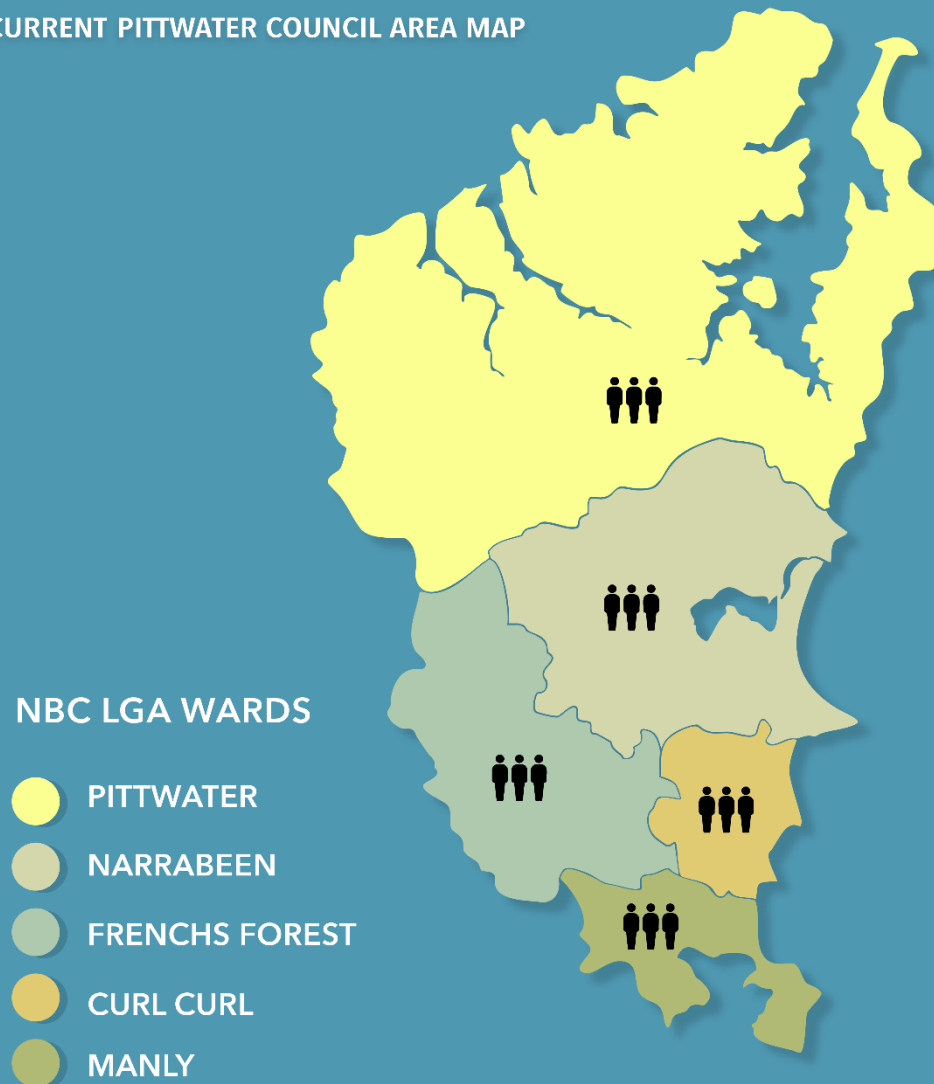 CURRENT PITTWATER COUNCIL AREA MAP
NBC LGA WARDS
PITTWATER
NARRABEEN
FRENCHS FOREST
CURL CURL
MANLY